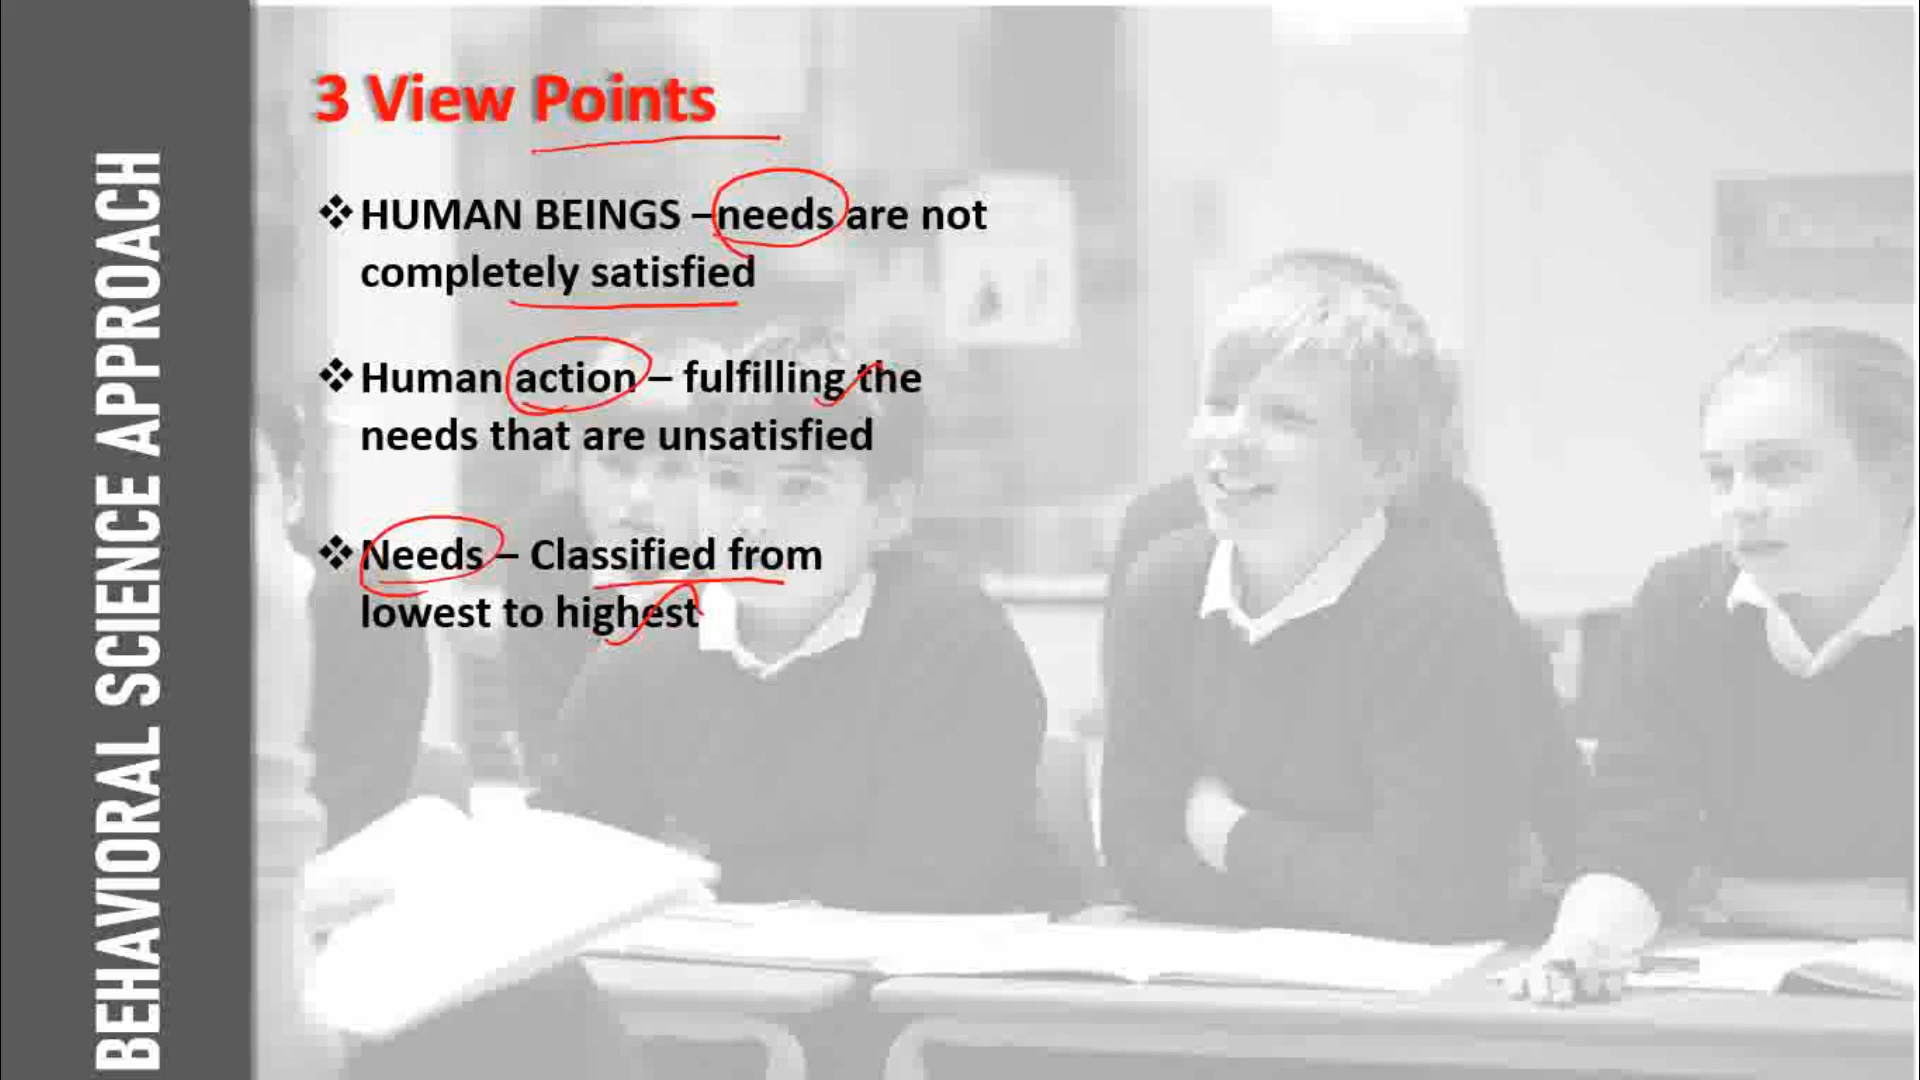 BEHAVIORAL SCIENCE APPROACH
3 View Points
❖HUMAN BEINGS –needs are not
completely satisfied
❖Human action – fulfilling the
needs that are unsatisfied
❖Needs – Classified from
lowest to highest